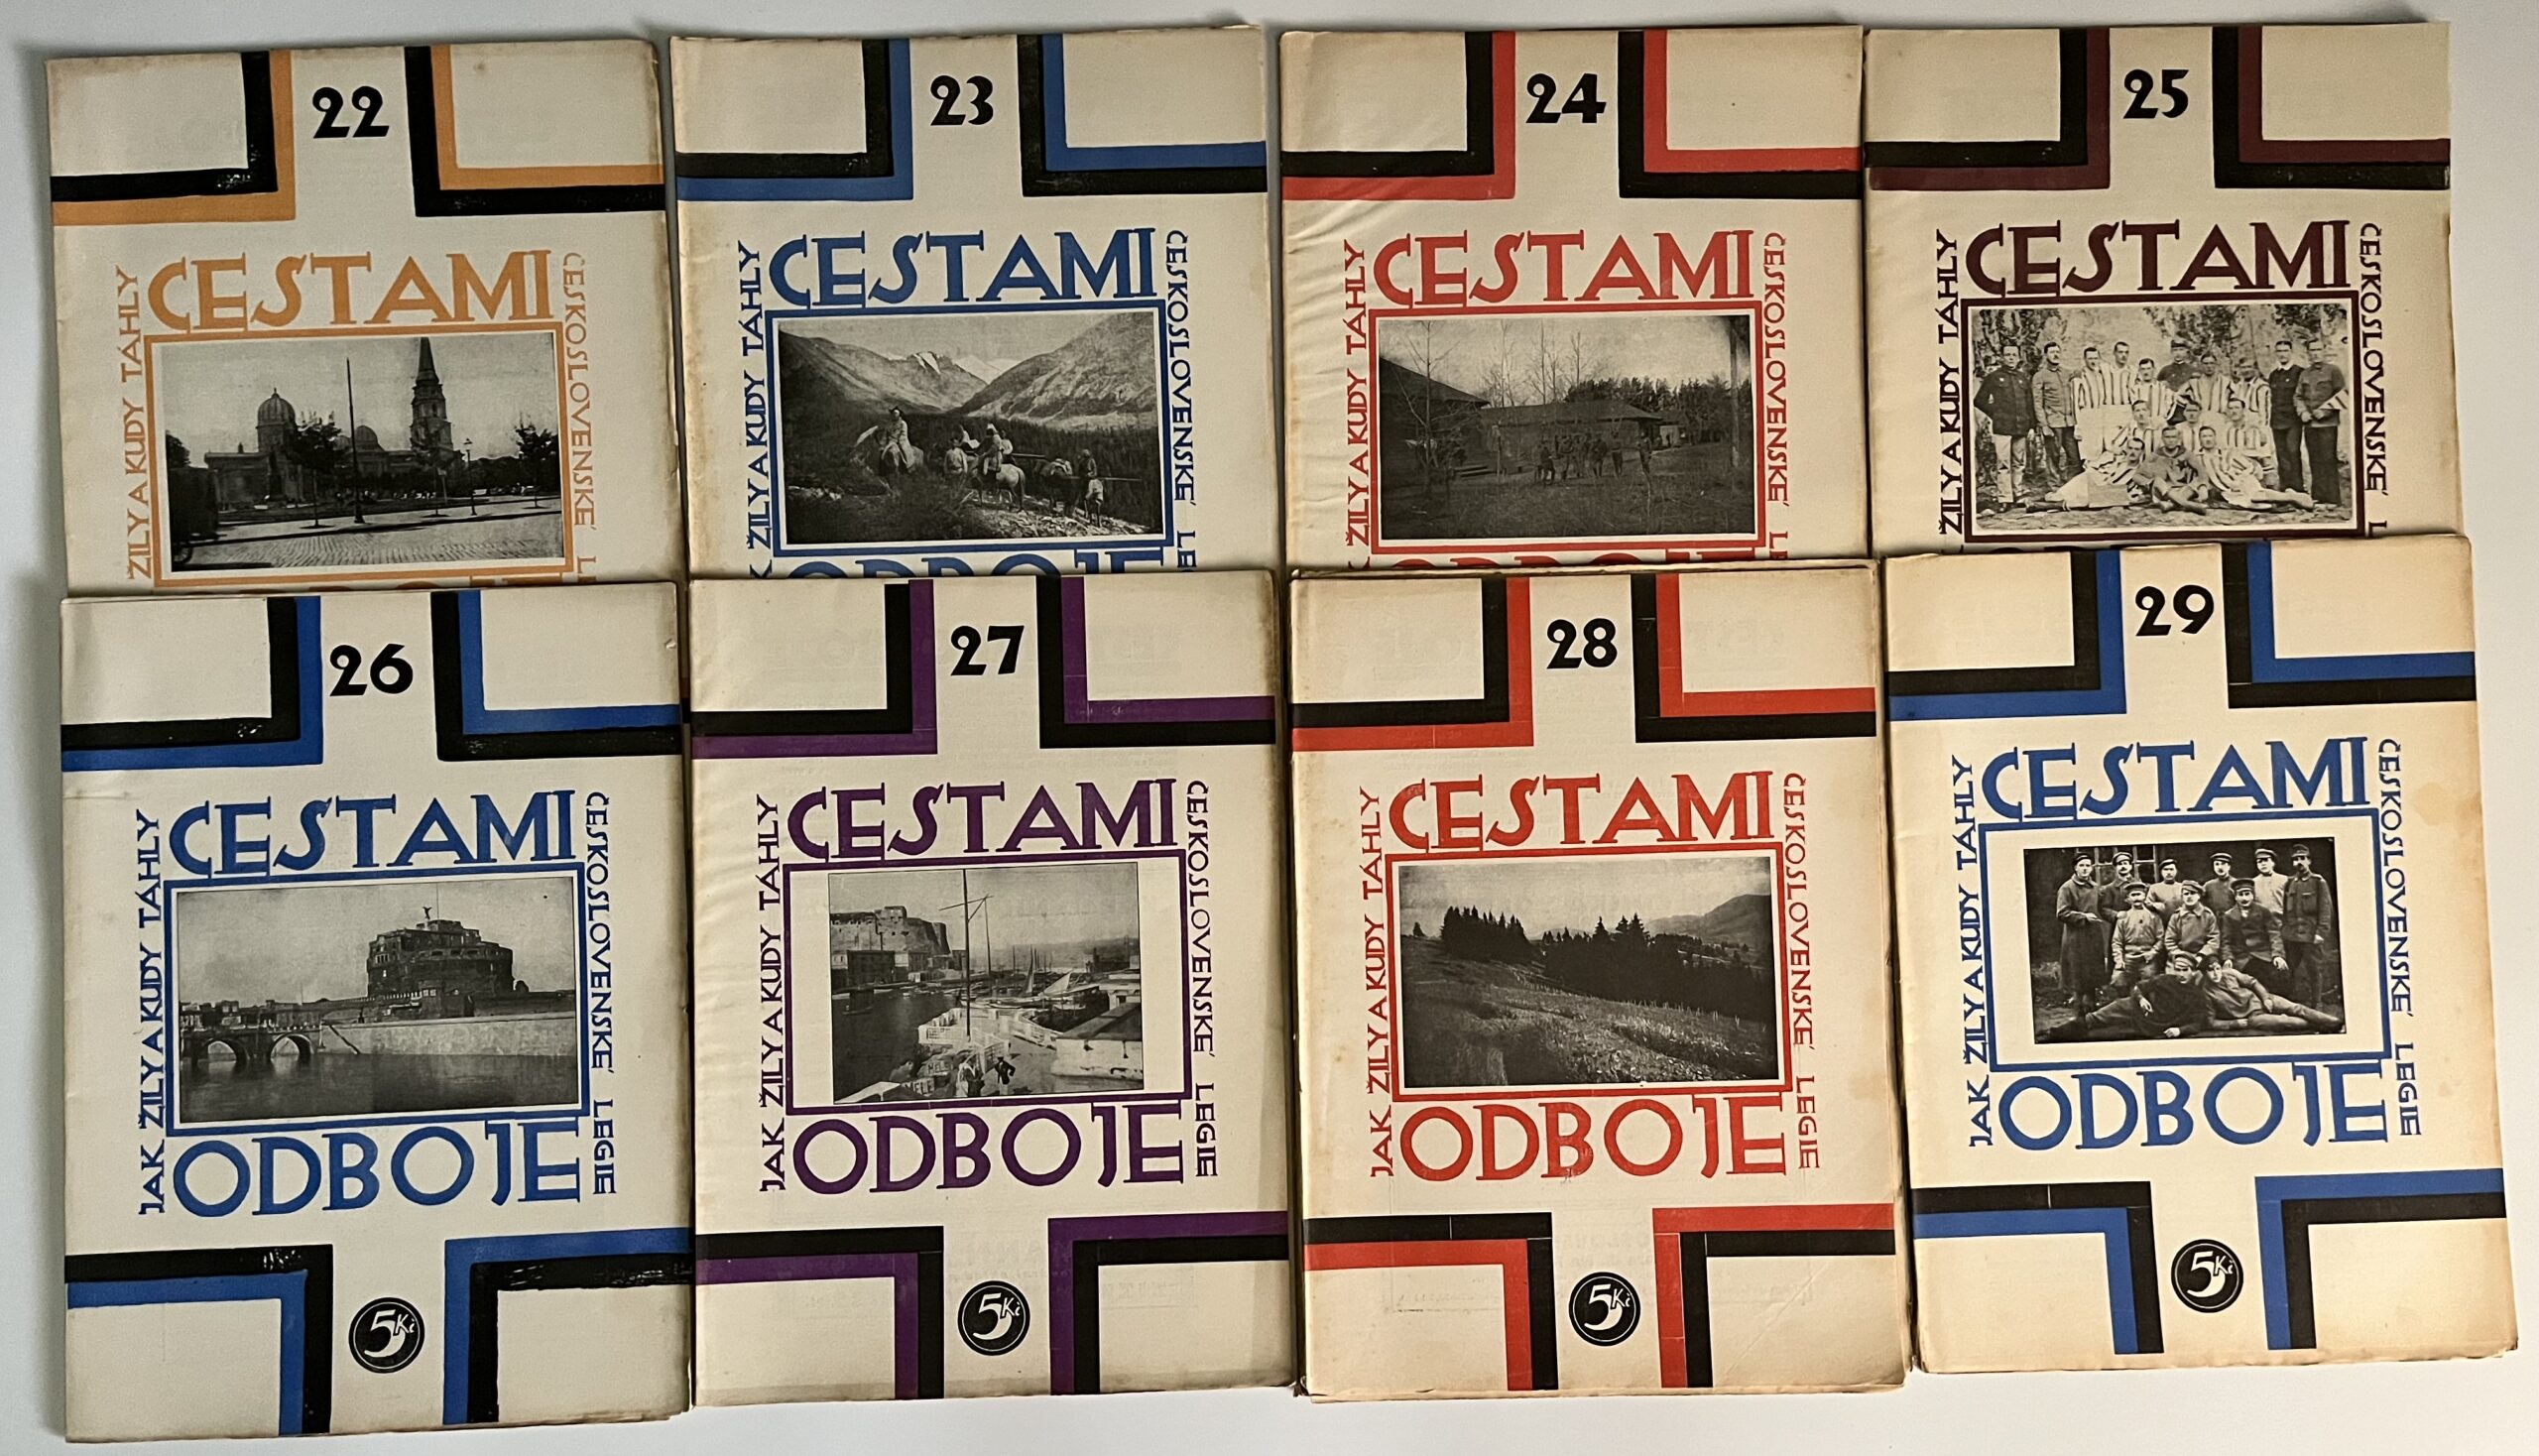 22
CESTAMI
ŽILY A KUDY TÁHLY
ČESKOSLOVENSKÉ
23
CESTAMI
ŽILY A KUDY TÁHLY
ČESKOSLOVENSKÉ
ODBOJE
24
CESTAMI
ŽILY A KUDY TÁHLY
ČESKOSLOVENSKÉ
25
CESTAMI
ŽILY A KUDY TÁHLY
ČESKOSLOVENSKÉ
26
CESTAMI
JAK ŽILY A KUDY TÁHLY
ČESKOSLOVENSKÉ LEGIE
ODBOJE
5 Kč
27
CESTAMI
JAK ŽILY A KUDY TÁHLY
ČESKOSLOVENSKÉ LEGIE
ODBOJE
5 Kč
28
CESTAMI
JAK ŽILY A KUDY TÁHLY
ČESKOSLOVENSKÉ LEGIE
ODBOJE
5 Kč
29
CESTAMI
JAK ŽILY A KUDY TÁHLY
ČESKOSLOVENSKÉ LEGIE
ODBOJE
5 Kč